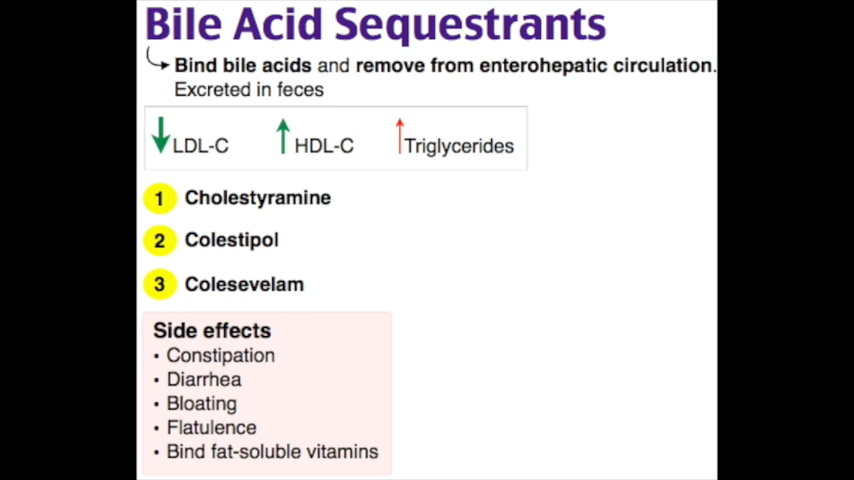 Bile Acid Sequestrants
Bind bile acids and remove from enterohepatic circulation.
Excreted in feces
LDL-C HDL-C Triglycerides
1 Cholestyramine
2 Colestipol
3 Colesevelam
Side effects
• Constipation
• Diarrhea
• Bloating
• Flatulence
• Bind fat-soluble vitamins